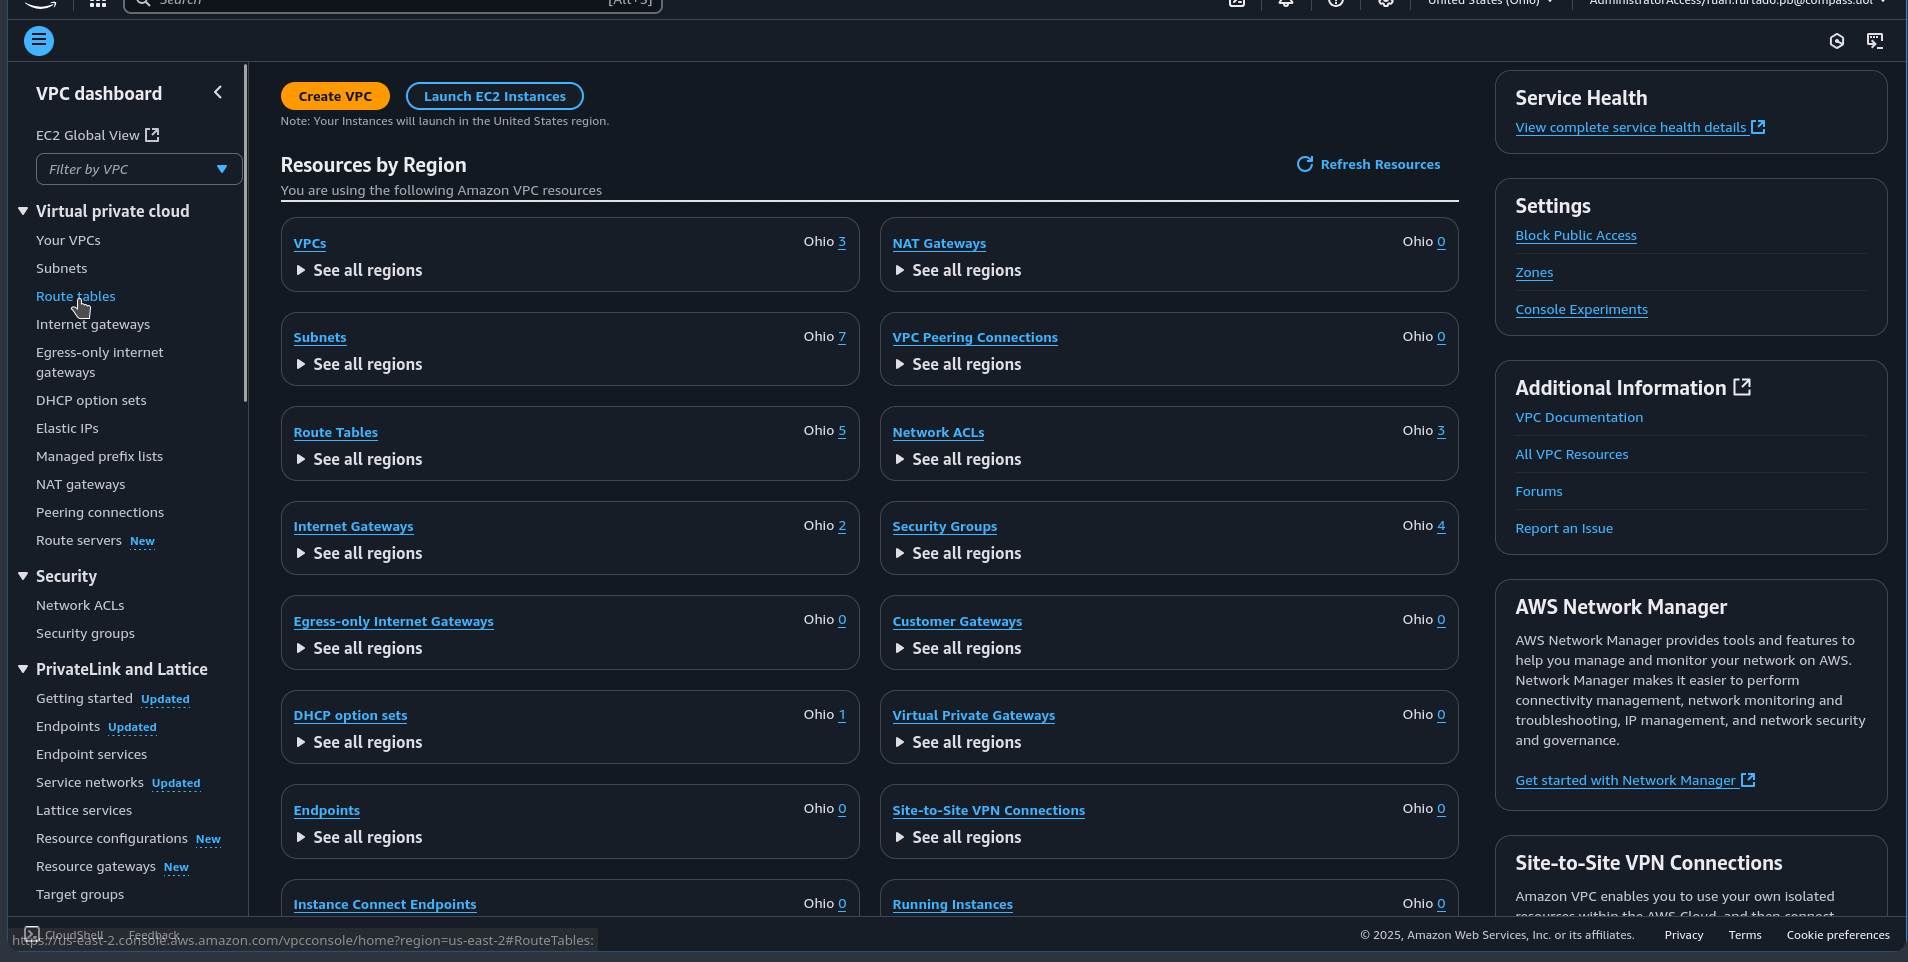 Search
[Alt+S]
United States (Ohio)
AdministratorAccess/ruan.furtado.pb@compass.uol
VPC dashboard
EC2 Global View
Filter by VPC
Virtual private cloud
Your VPCs
Subnets
Route tables
Internet gateways
Egress-only internet
gateways
DHCP option sets
Elastic IPs
Managed prefix lists
NAT gateways
Peering connections
Route servers New
Security
Network ACLs
Security groups
PrivateLink and Lattice
Getting started Updated
Endpoints Updated
Endpoint services
Service networks Updated
Lattice services
Resource configurations New
Resource gateways New
Target groups
Create VPC
Launch EC2 Instances
Note: Your Instances will launch in the United States region.
Resources by Region
Refresh Resources
You are using the following Amazon VPC resources
VPCs Ohio 3
See all regions
NAT Gateways Ohio 0
See all regions
Subnets Ohio 7
See all regions
VPC Peering Connections Ohio 0
See all regions
Route Tables Ohio 5
See all regions
Network ACLs Ohio 3
See all regions
Internet Gateways Ohio 2
See all regions
Security Groups Ohio 4
See all regions
Egress-only Internet Gateways Ohio 0
See all regions
Customer Gateways Ohio 0
See all regions
DHCP option sets Ohio 1
See all regions
Virtual Private Gateways Ohio 0
See all regions
Endpoints Ohio 0
See all regions
Site-to-Site VPN Connections Ohio 0
See all regions
Instance Connect Endpoints Ohio 0
Running Instances Ohio 0
Service Health
View complete service health details
Settings
Block Public Access
Zones
Console Experiments
Additional Information
VPC Documentation
All VPC Resources
Forums
Report an Issue
AWS Network Manager
AWS Network Manager provides tools and features to
help you manage and monitor your network on AWS.
Network Manager makes it easier to perform
connectivity management, network monitoring and
troubleshooting, IP management, and network security
and governance.
Get started with Network Manager
Site-to-Site VPN Connections
Amazon VPC enables you to use your own isolated
resources within the AWS Cloud, and then connect
CloudShell
Feedback
https://us-east-2.console.aws.amazon.com/vpcconsole/home?region=us-east-2#RouteTables:
© 2025, Amazon Web Services, Inc. or its affiliates.
Privacy
Terms
Cookie preferences